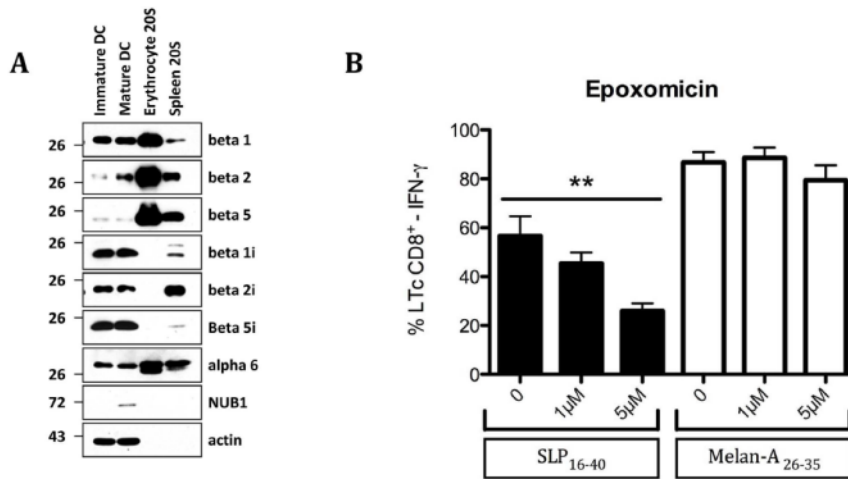 A
Immature DC
Mature DC
Erythrocyte 20S
Spleen 20S
26 beta 1
26 beta 2
26 beta 5
26 beta 1i
26 beta 2i
26 Beta 5i
26 alpha 6
72 NUB1
43 actin
B
Epoxomicin
% LTc CD8+ - IFN-γ
100
80
60
40
20
0
**
0 1µM 5µM 0 1µM 5µM
SLP16-40 Melan-A 26-35